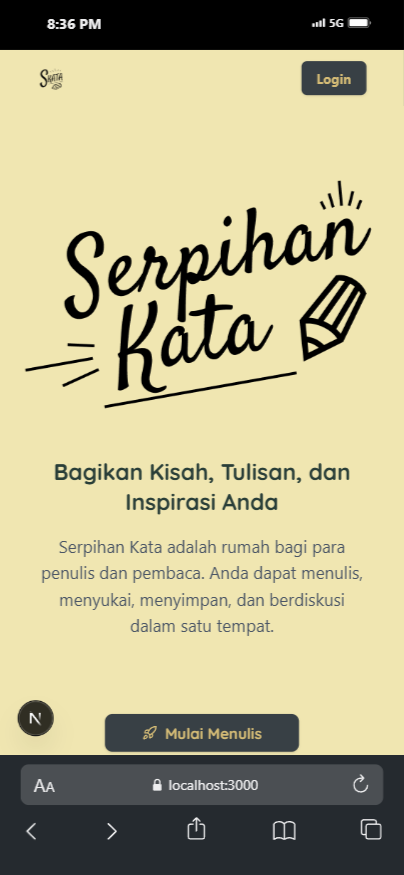 8:36 PM
5G
SKATA
Login
Serpihan
Kata
Bagikan Kisah, Tulisan, dan
Inspirasi Anda
Serpihan Kata adalah rumah bagi para
penulis dan pembaca. Anda dapat menulis,
menyukai, menyimpan, dan berdiskusi
dalam satu tempat.
N
Mulai Menulis
AA
localhost:3000